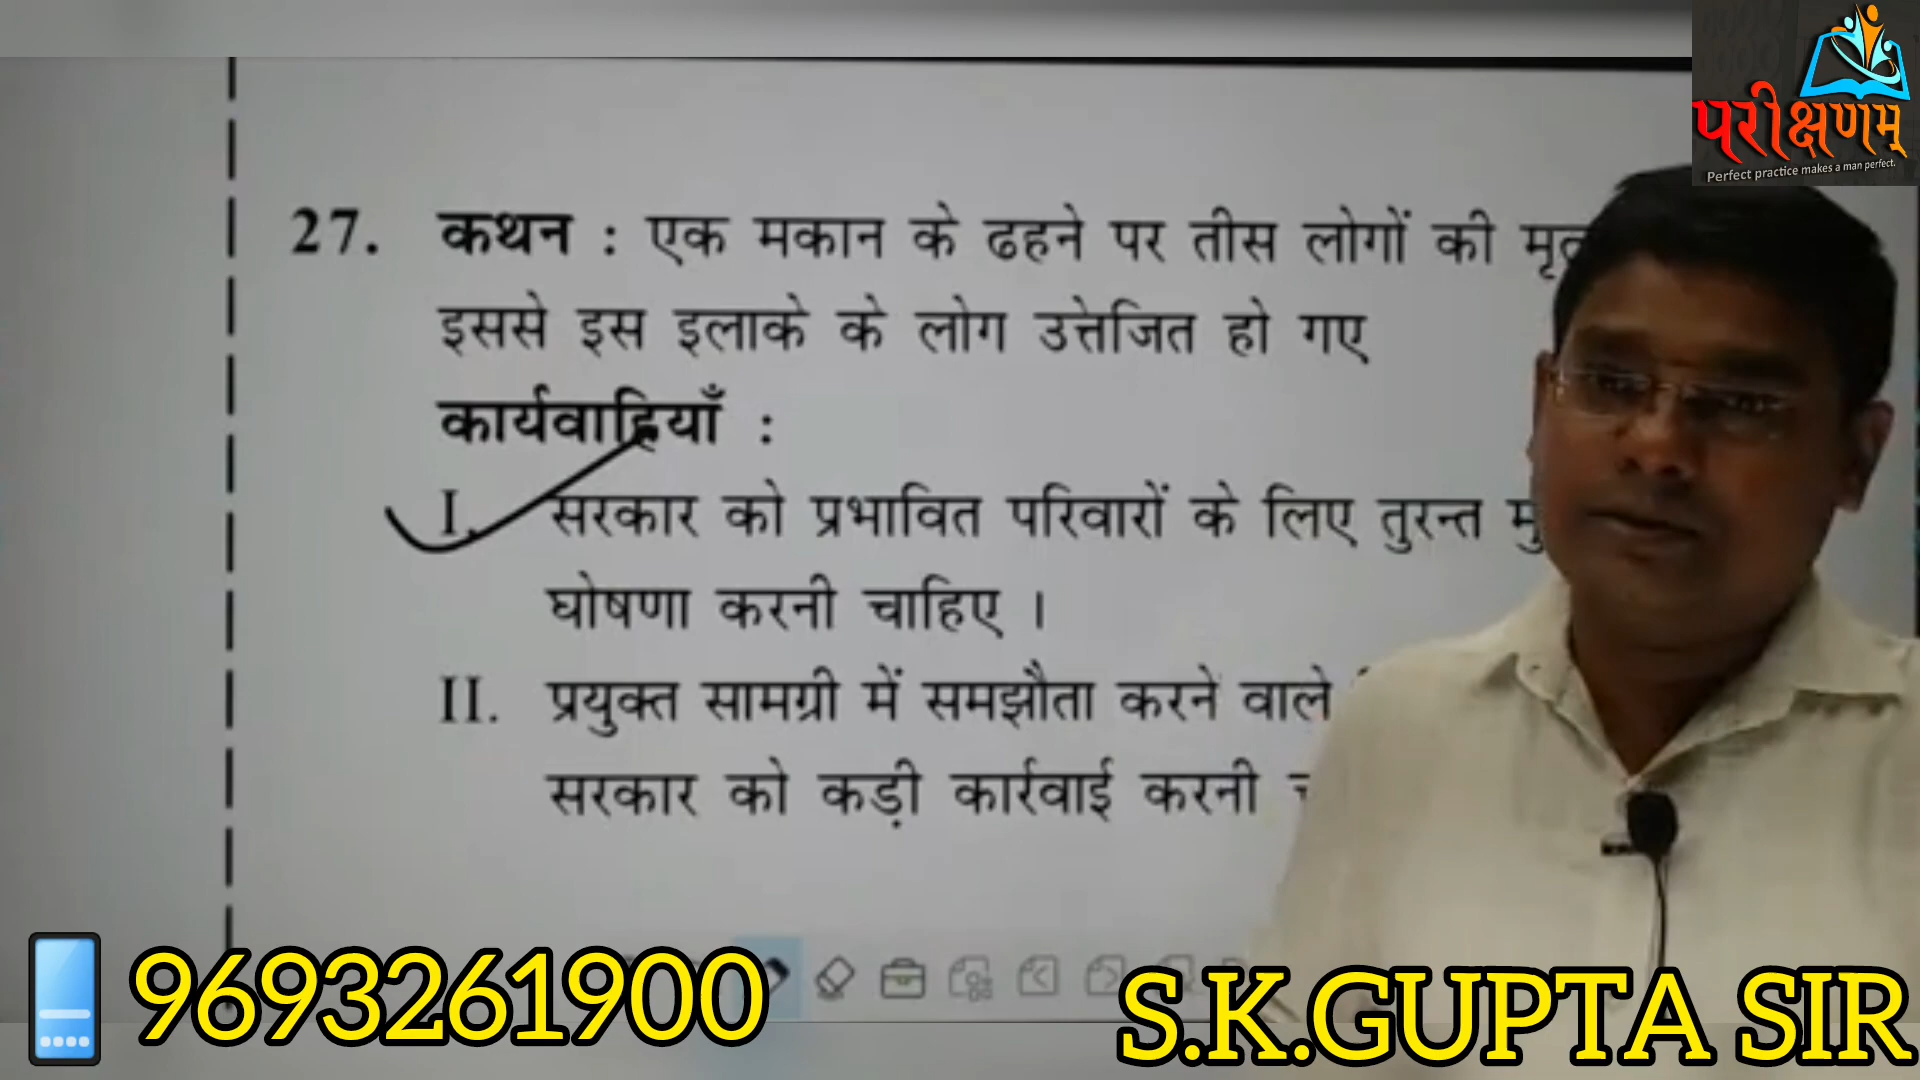 परीक्षणम्
Perfect practice makes a man perfect.
27. कथन : एक मकान के ढहने पर तीस लोगों की
इससे इस इलाके के लोग उत्तेजित हो गए
कार्यवाहियाँ :
I. सरकार को प्रभावित परिवारों के लिए तुरन्त
घोषणा करनी चाहिए ।
II. प्रयुक्त सामग्री में समझौता करने वाले
सरकार को कड़ी कार्रवाई करनी
9693261900
S.K.GUPTA SIR